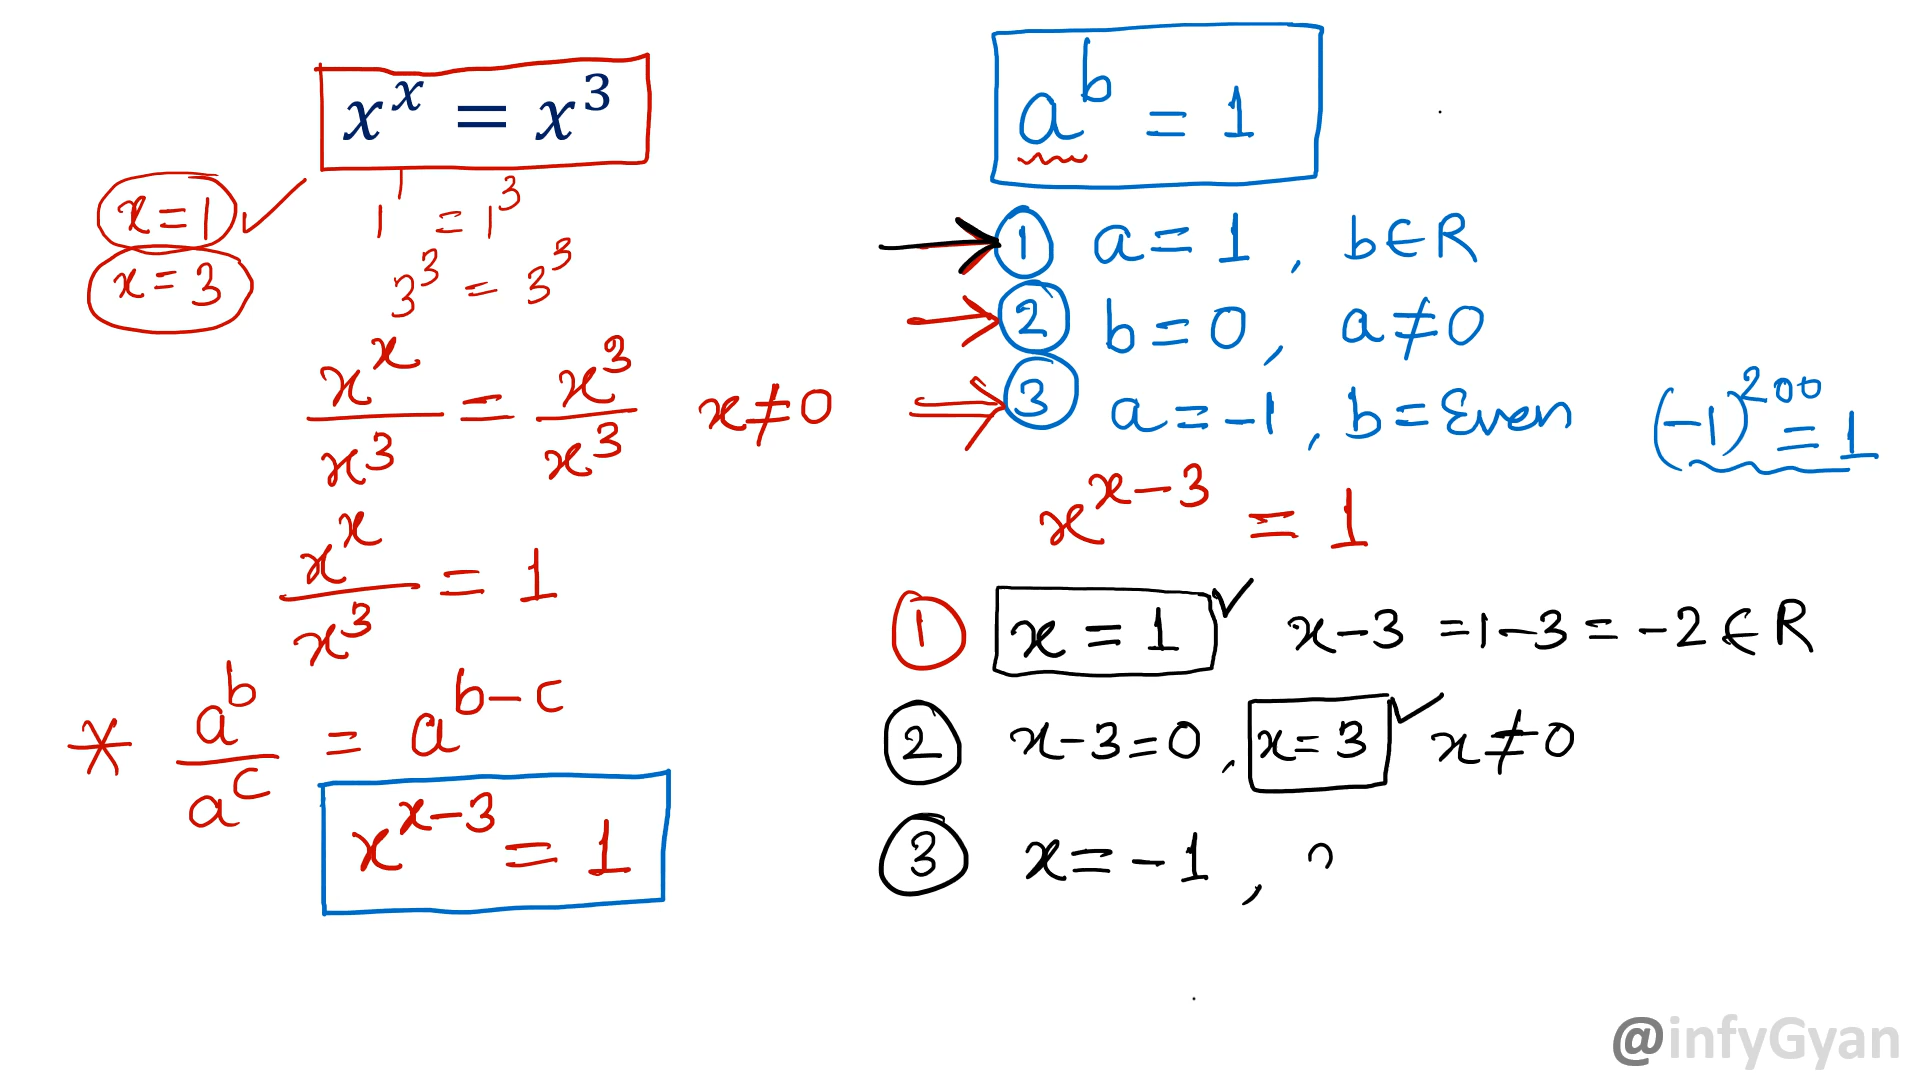 x^x = x^3
x = 1 ✓ 1^1 = 1^3
x = 3 3^3 = 3^3
x^x/x^3 = x^3/x^3 x ≠ 0
x^x/x^3 = 1
* a^b/a^c = a^(b-c)
x^(x-3) = 1
a^b = 1
① a = 1, b ∈ R
② b = 0, a ≠ 0
③ a = -1, b = Even (-1)^200 = 1
x^(x-3) = 1
① x = 1 ✓ x-3 = 1-3 = -2 ∈ R
② x-3 = 0, x = 3 ✓ x ≠ 0
③ x = -1,
@infyGyan